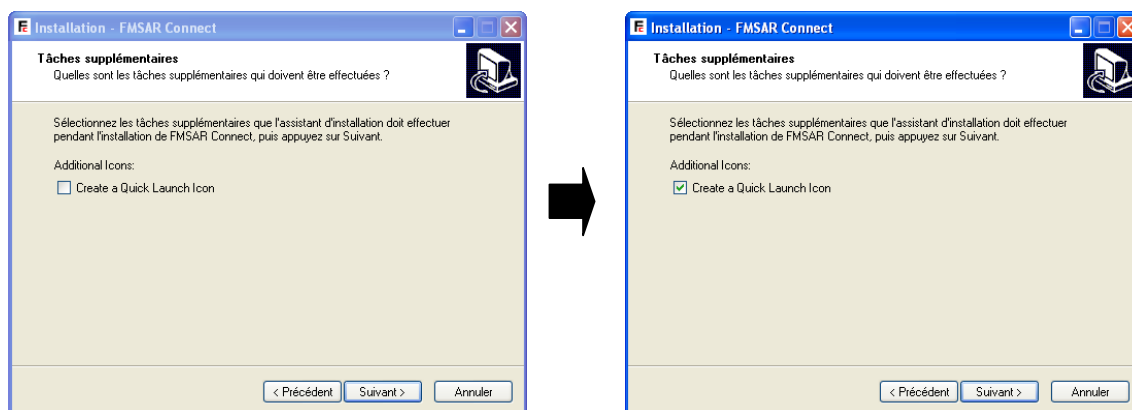 Installation - FMSAR Connect
Tâches supplémentaires
Quelles sont les tâches supplémentaires qui doivent être effectuées ?
Sélectionnez les tâches supplémentaires que l'assistant d'installation doit effectuer
pendant l'installation de FMSAR Connect, puis appuyez sur Suivant.
Additional Icons:
Create a Quick Launch Icon
< Précédent
Suivant >
Annuler
Installation - FMSAR Connect
Tâches supplémentaires
Quelles sont les tâches supplémentaires qui doivent être effectuées ?
Sélectionnez les tâches supplémentaires que l'assistant d'installation doit effectuer
pendant l'installation de FMSAR Connect, puis appuyez sur Suivant.
Additional Icons:
Create a Quick Launch Icon
< Précédent
Suivant >
Annuler